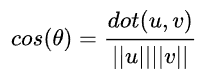 cos(θ) = dot(u, v) / ||u||||v||